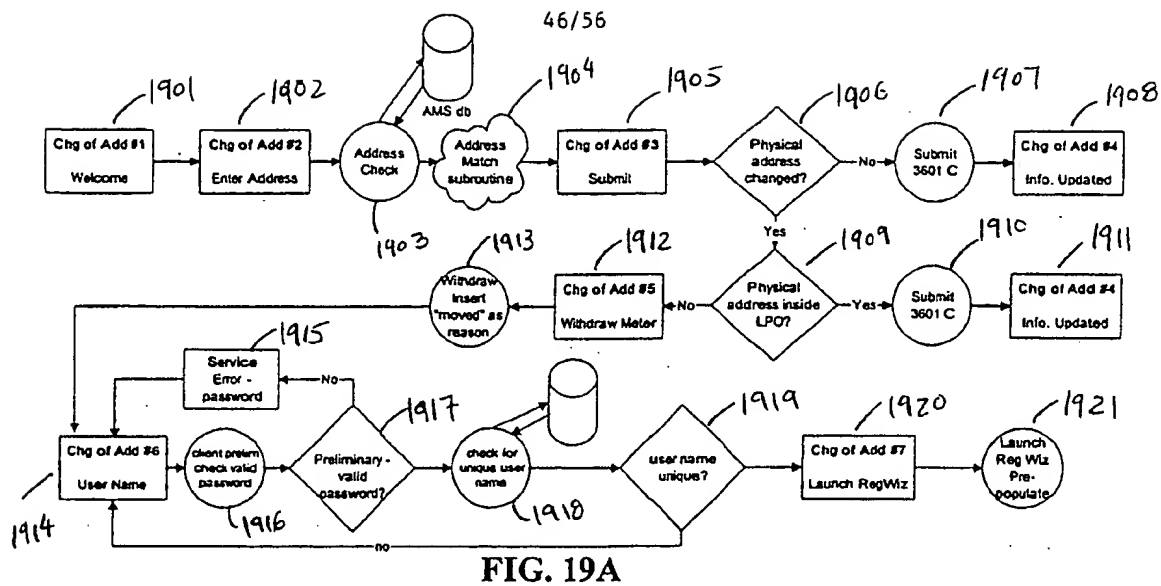 46/56
1901
1902
AMS db
1904
1905
1906
1907
1908
Chg of Add #1
Welcome
Chg of Add #2
Enter Address
Address
Check
Address
Match
subroutine
Chg of Add #3
Submit
Physical
address
changed?
No
Submit
3601 C
Chg of Add #4
Info. Updated
1903
Yes
1913
1912
1909
1910
1911
Withdraw
Insert
"moved" as
reason
Chg of Add #5
Withdraw Meter
No
Physical
address inside
LPO?
Yes
Submit
3601 C
Chg of Add #4
Info. Updated
1915
Service
Error -
password
No
1917
1919
1920
1921
Chg of Add #6
User Name
client prelim
check valid
password
Preliminary -
valid
password?
check for
unique user
name
user name
unique?
Chg of Add #7
Launch RegWiz
Launch
Reg Wiz
Pre-
populate
1914
1916
1918
no
FIG. 19A